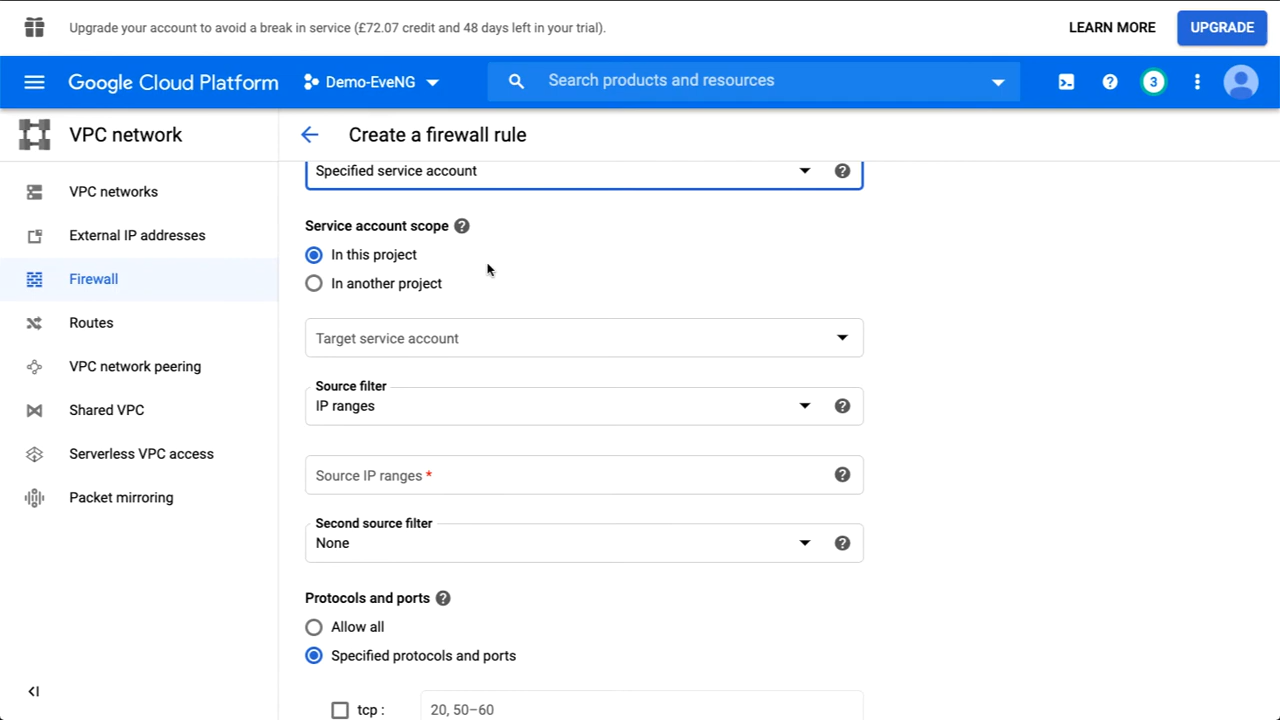 Upgrade your account to avoid a break in service (£72.07 credit and 48 days left in your trial).
LEARN MORE
UPGRADE
Google Cloud Platform
Demo-EveNG
Search products and resources
3
VPC network
Create a firewall rule
VPC networks
External IP addresses
Firewall
Routes
VPC network peering
Shared VPC
Serverless VPC access
Packet mirroring
Specified service account
Service account scope
In this project
In another project
Target service account
Source filter
IP ranges
Source IP ranges *
Second source filter
None
Protocols and ports
Allow all
Specified protocols and ports
tcp :
20, 50–60